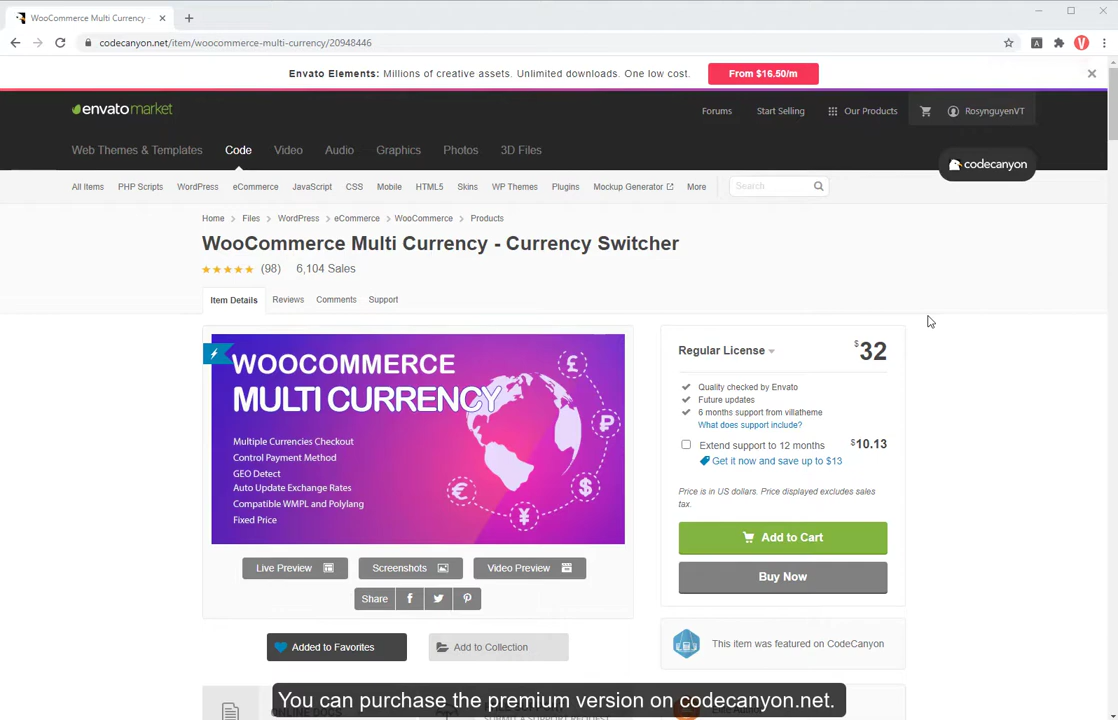 WooCommerce Multi Currency -
codecanyon.net/item/woocommerce-multi-currency/20948446
Envato Elements: Millions of creative assets. Unlimited downloads. One low cost.
From $16.50/m
envatomarket
Forums
Start Selling
Our Products
RosynguyenVT
Web Themes & Templates
Code
Video
Audio
Graphics
Photos
3D Files
codecanyon
All Items
PHP Scripts
WordPress
eCommerce
JavaScript
CSS
Mobile
HTML5
Skins
WP Themes
Plugins
Mockup Generator
More
Search
Home > Files > WordPress > eCommerce > WooCommerce > Products
WooCommerce Multi Currency - Currency Switcher
(98) 6,104 Sales
Item Details
Reviews
Comments
Support
WOOCOMMERCE
MULTI CURRENCY
Multiple Currencies Checkout
Control Payment Method
GEO Detect
Auto Update Exchange Rates
Compatible WMPL and Polylang
Fixed Price
£
₽
$
¥
€
Live Preview
Screenshots
Video Preview
Share
Added to Favorites
Add to Collection
Regular License
$32
Quality checked by Envato
Future updates
6 months support from villatheme
What does support include?
Extend support to 12 months
$10.13
Get it now and save up to $13
Price is in US dollars. Price displayed excludes sales
tax.
Add to Cart
Buy Now
This item was featured on CodeCanyon
You can purchase the premium version on codecanyon.net.